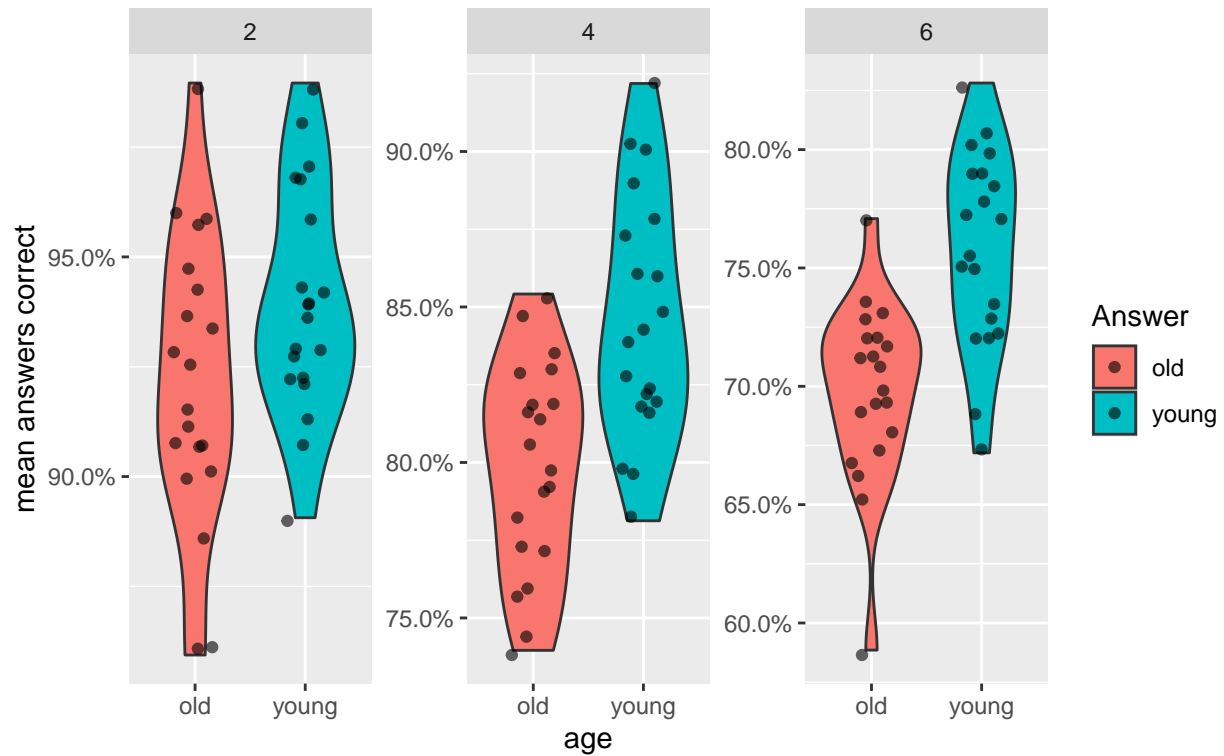 2
4
6
mean answers correct
95.0%
90.0%
90.0%
85.0%
80.0%
75.0%
80.0%
75.0%
70.0%
65.0%
60.0%
old
young
old
young
old
young
age
Answer
old
young